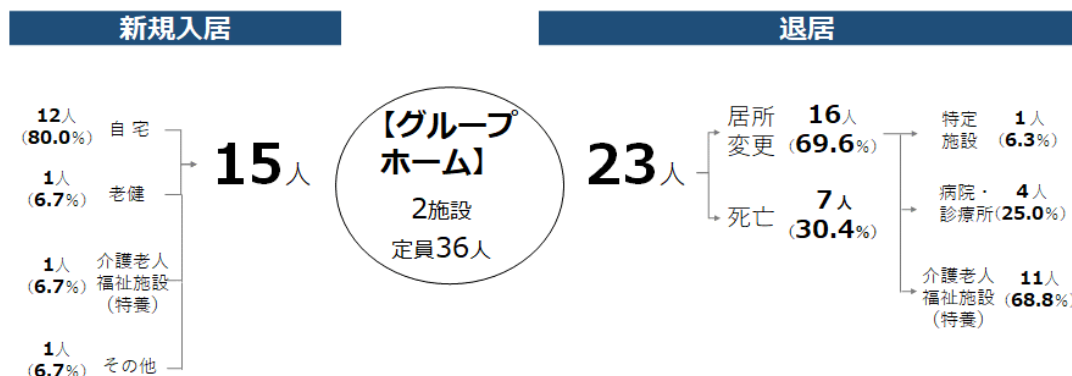 新規入居
退居
12人
(80.0%)
自宅
1人
(6.7%)
老健
1人
(6.7%)
介護老人
福祉施設
(特養)
1人
(6.7%)
その他
15人
【グループ
ホーム】
2施設
定員36人
23人
居所
変更
16人
(69.6%)
死亡
7人
(30.4%)
特定
施設
1人
(6.3%)
病院・
診療所
4人
(25.0%)
介護老人
福祉施設
(特養)
11人
(68.8%)